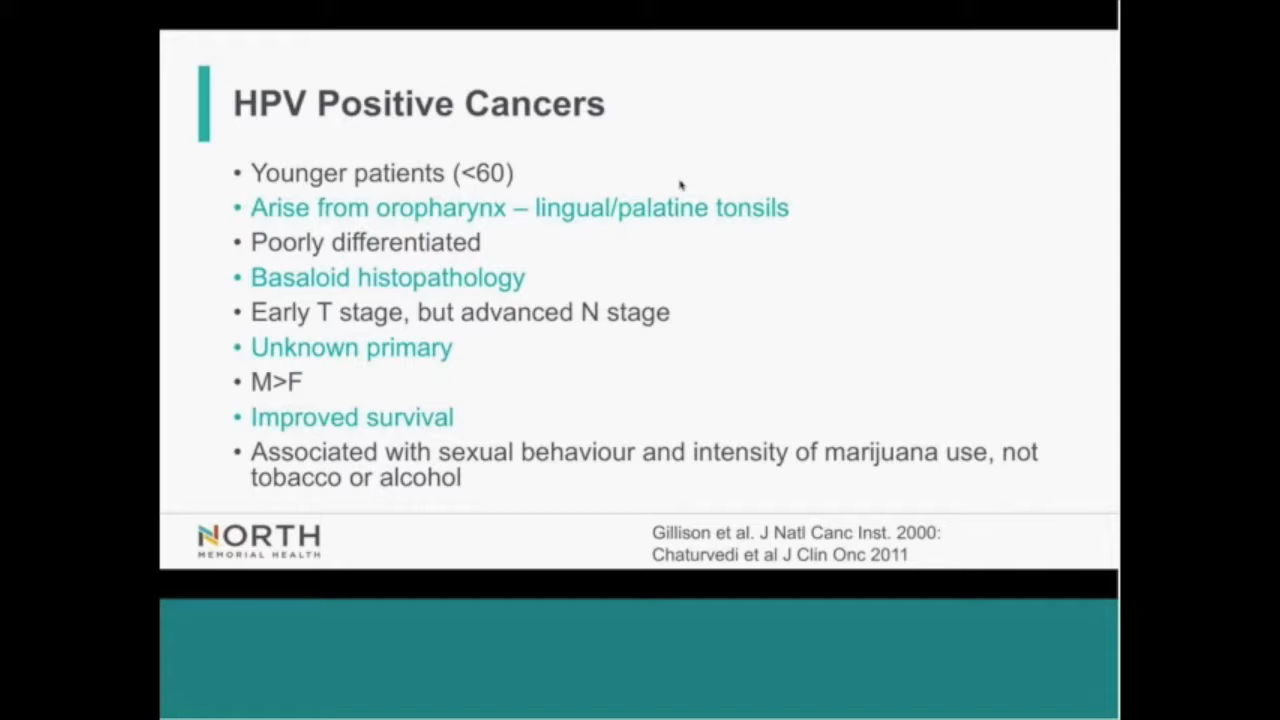 HPV Positive Cancers
• Younger patients (<60)
• Arise from oropharynx – lingual/palatine tonsils
• Poorly differentiated
• Basaloid histopathology
• Early T stage, but advanced N stage
• Unknown primary
• M>F
• Improved survival
• Associated with sexual behaviour and intensity of marijuana use, not
tobacco or alcohol
NORTH
MEMORIAL HEALTH
Gillison et al. J Natl Canc Inst. 2000:
Chaturvedi et al J Clin Onc 2011